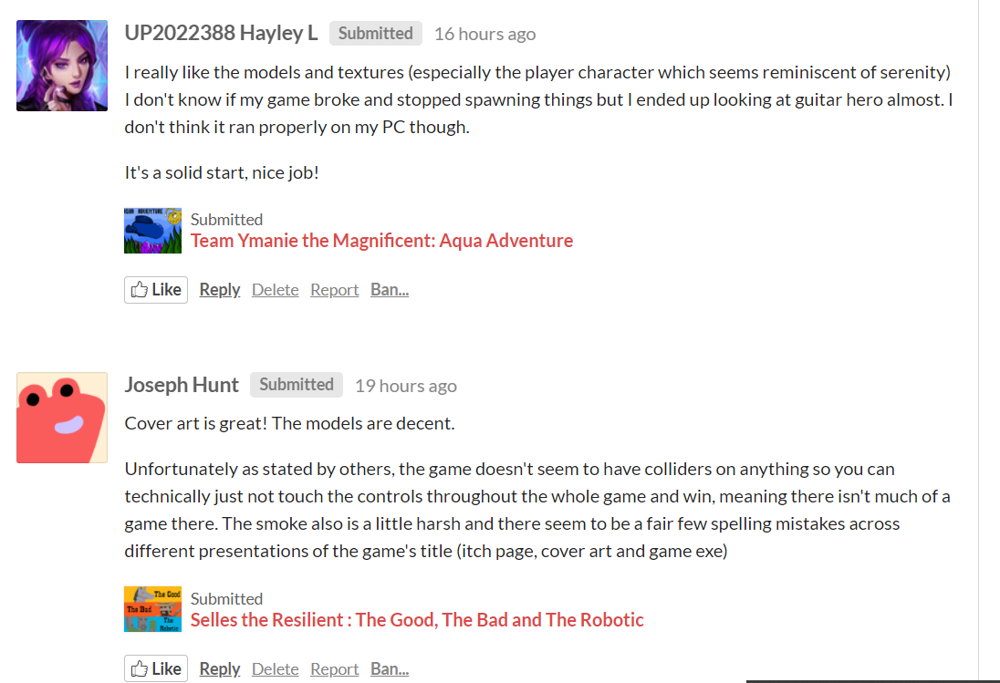 UP2022388 Hayley L Submitted 16 hours ago
I really like the models and textures (especially the player character which seems reminiscent of serenity)
I don't know if my game broke and stopped spawning things but I ended up looking at guitar hero almost. I
don't think it ran properly on my PC though.
It's a solid start, nice job!
Submitted
Team Ymanie the Magnificent: Aqua Adventure
Like Reply Delete Report Ban...
Joseph Hunt Submitted 19 hours ago
Cover art is great! The models are decent.
Unfortunately as stated by others, the game doesn't seem to have colliders on anything so you can
technically just not touch the controls throughout the whole game and win, meaning there isn't much of a
game there. The smoke also is a little harsh and there seem to be a fair few spelling mistakes across
different presentations of the game's title (itch page, cover art and game exe)
The Good
The Bad
The
Robotic
Submitted
Selles the Resilient : The Good, The Bad and The Robotic
Like Reply Delete Report Ban...